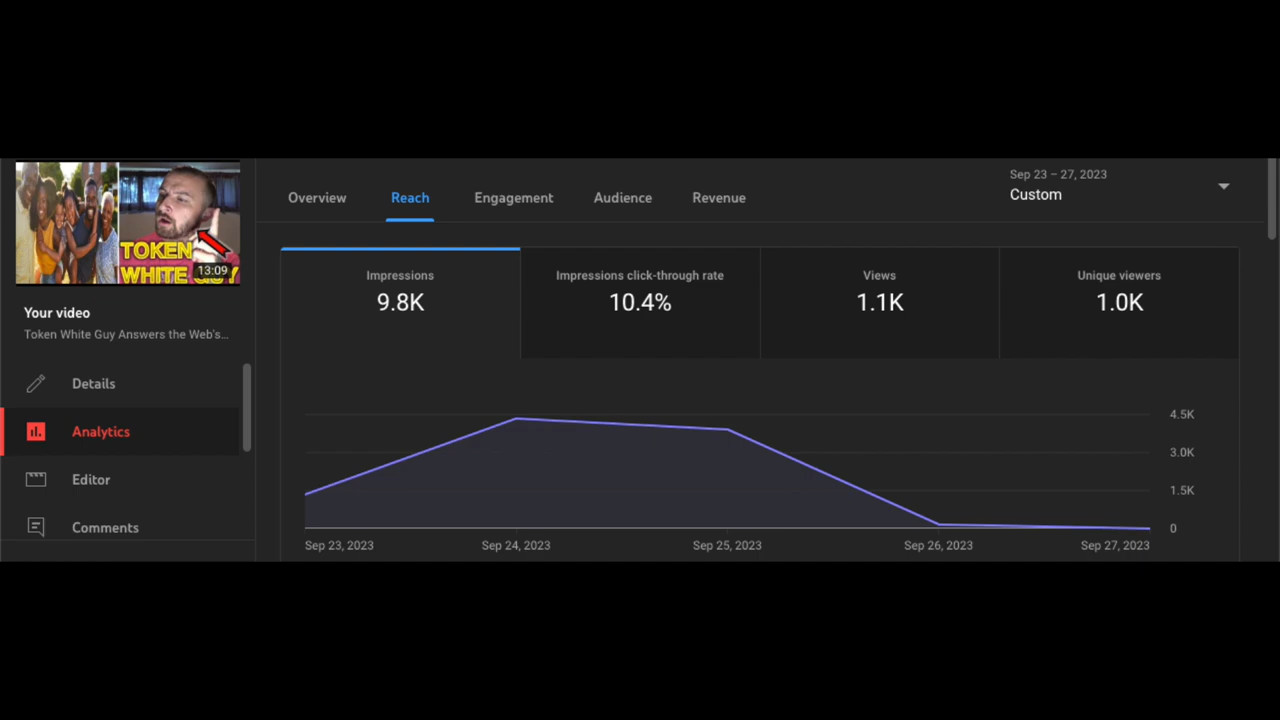 TOKEN
WHITE GUY
13:09
Your video
Token White Guy Answers the Web's...
Details
Analytics
Editor
Comments
Overview
Reach
Engagement
Audience
Revenue
Sep 23 – 27, 2023
Custom
Impressions
9.8K
Impressions click-through rate
10.4%
Views
1.1K
Unique viewers
1.0K
4.5K
3.0K
1.5K
0
Sep 23, 2023
Sep 24, 2023
Sep 25, 2023
Sep 26, 2023
Sep 27, 2023